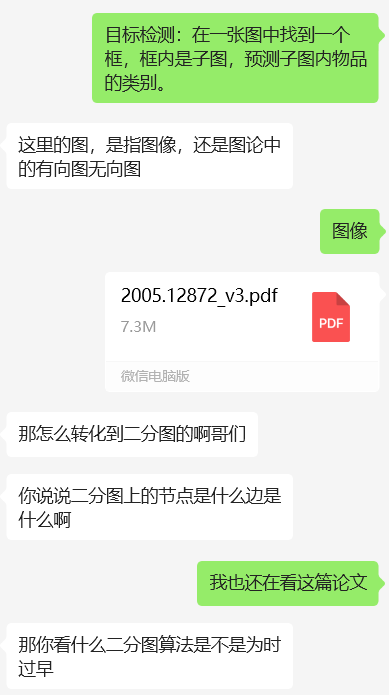 目标检测：在一张图中找到一个
框，框内是子图，预测子图内物品
的类别。
这里的图，是指图像，还是图论中
的有向图无向图
图像
2005.12872_v3.pdf
7.3M
PDF
微信电脑版
那怎么转化到二分图的啊哥们
你说说二分图上的节点是什么边是
什么啊
我也还在看这篇论文
那你看什么二分图算法是不是为时
过早